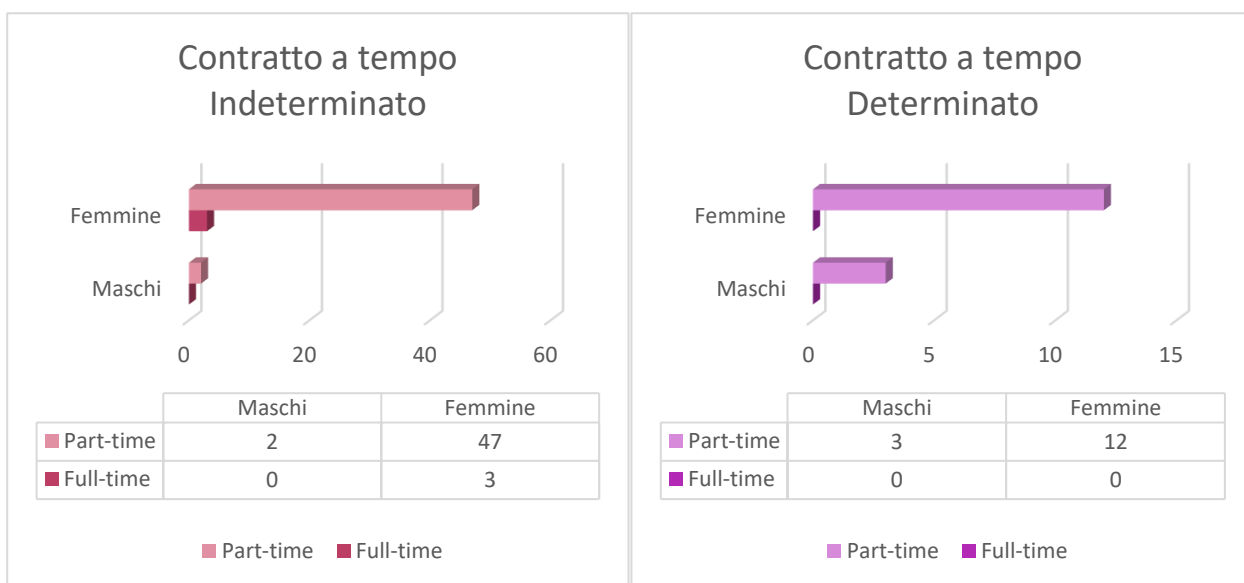 Contratto a tempo
Indeterminato
Femmine
Maschi
0 20 40 60
Maschi Femmine
Part-time 2 47
Full-time 0 3
Part-time Full-time
Contratto a tempo
Determinato
Femmine
Maschi
0 5 10 15
Maschi Femmine
Part-time 3 12
Full-time 0 0
Part-time Full-time